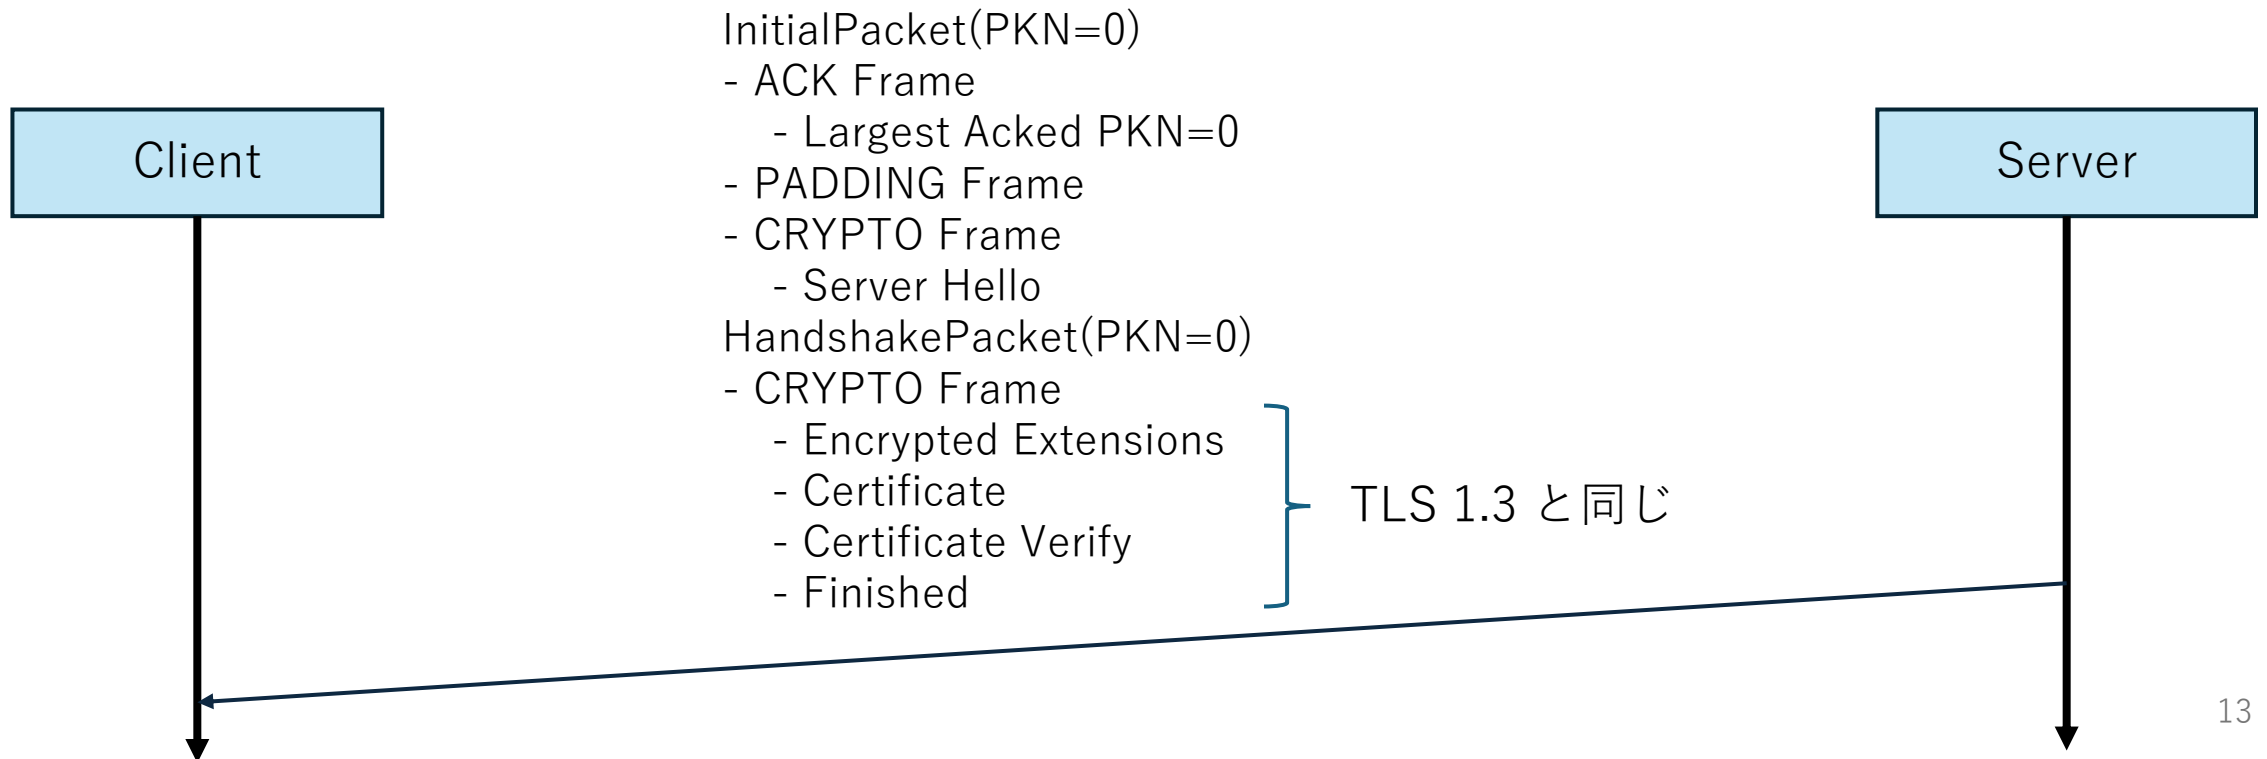 InitialPacket(PKN=0)
- ACK Frame
- Largest Acked PKN=0
- PADDING Frame
- CRYPTO Frame
- Server Hello
HandshakePacket(PKN=0)
- CRYPTO Frame
- Encrypted Extensions
- Certificate
- Certificate Verify
- Finished
Client
Server
TLS 1.3 と同じ
13